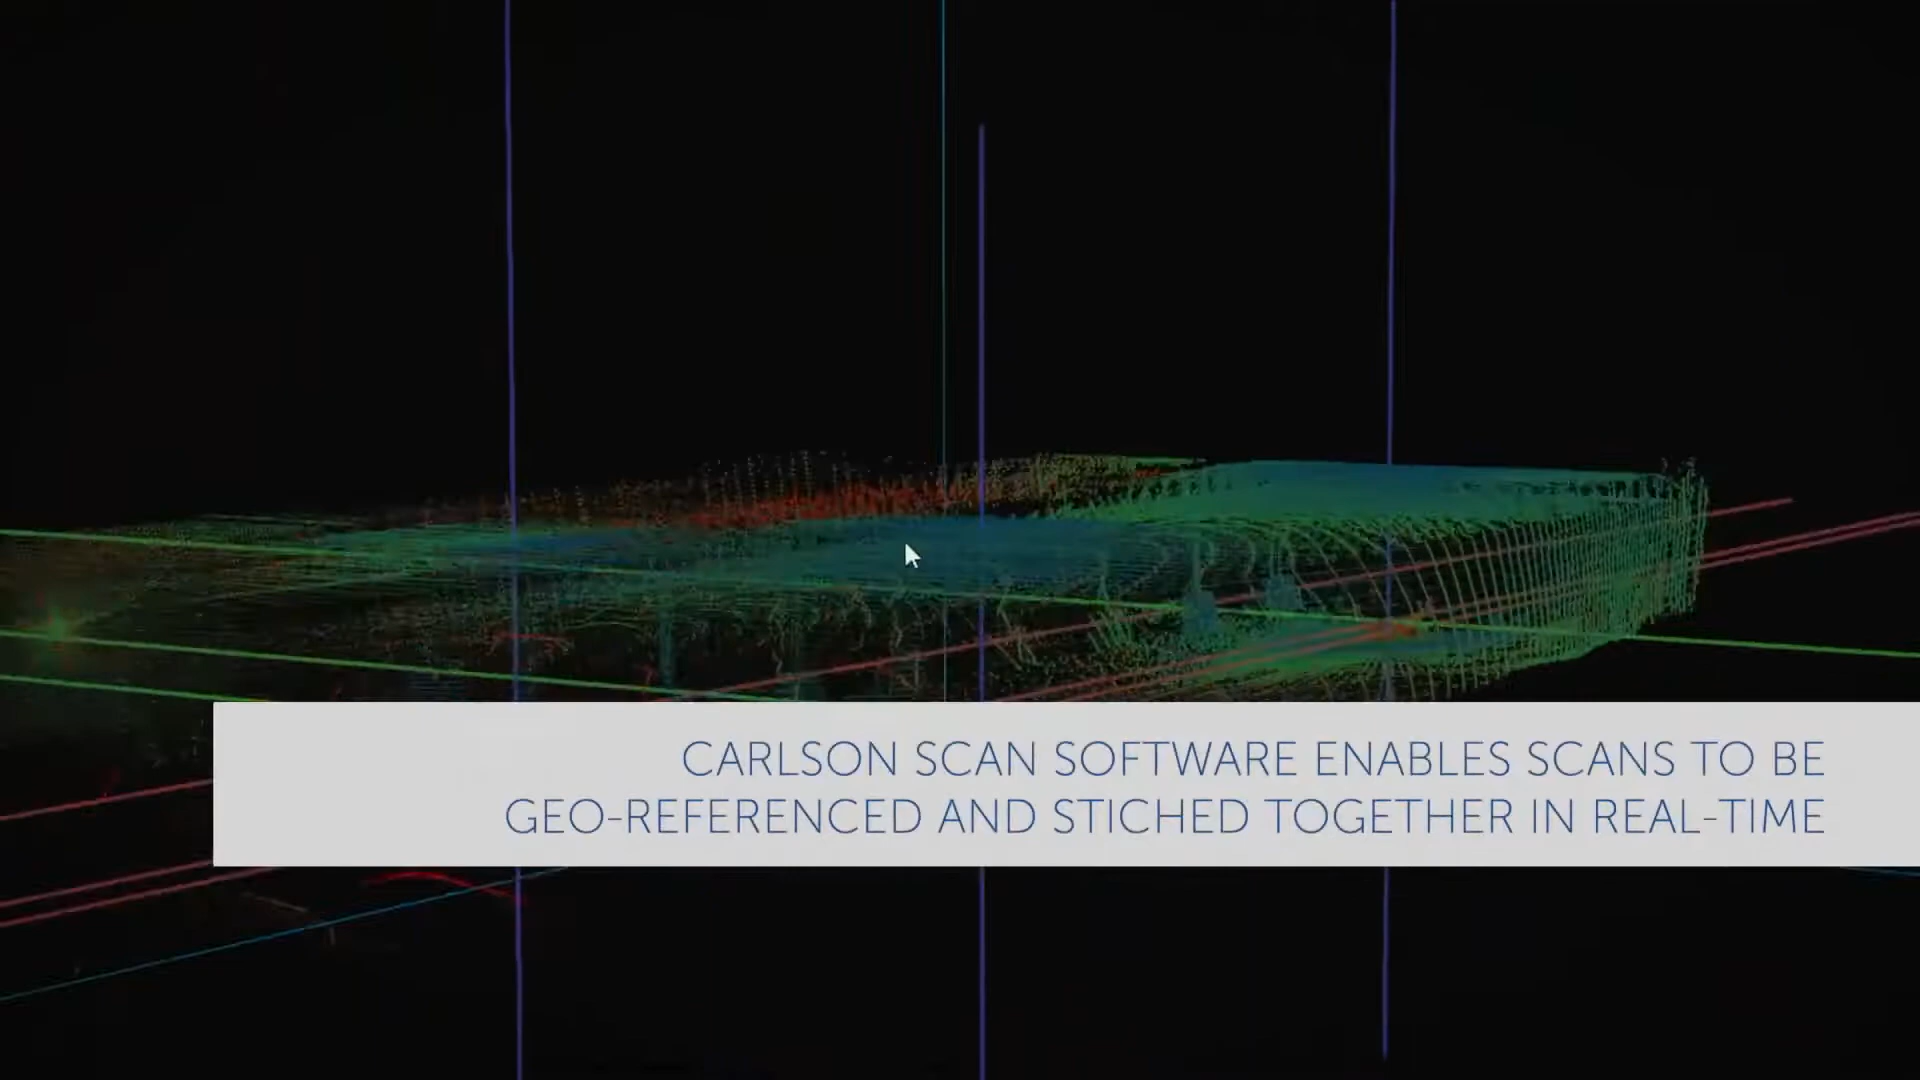 CARLSON SCAN SOFTWARE ENABLES SCANS TO BE
GEO-REFERENCED AND STICHED TOGETHER IN REAL-TIME